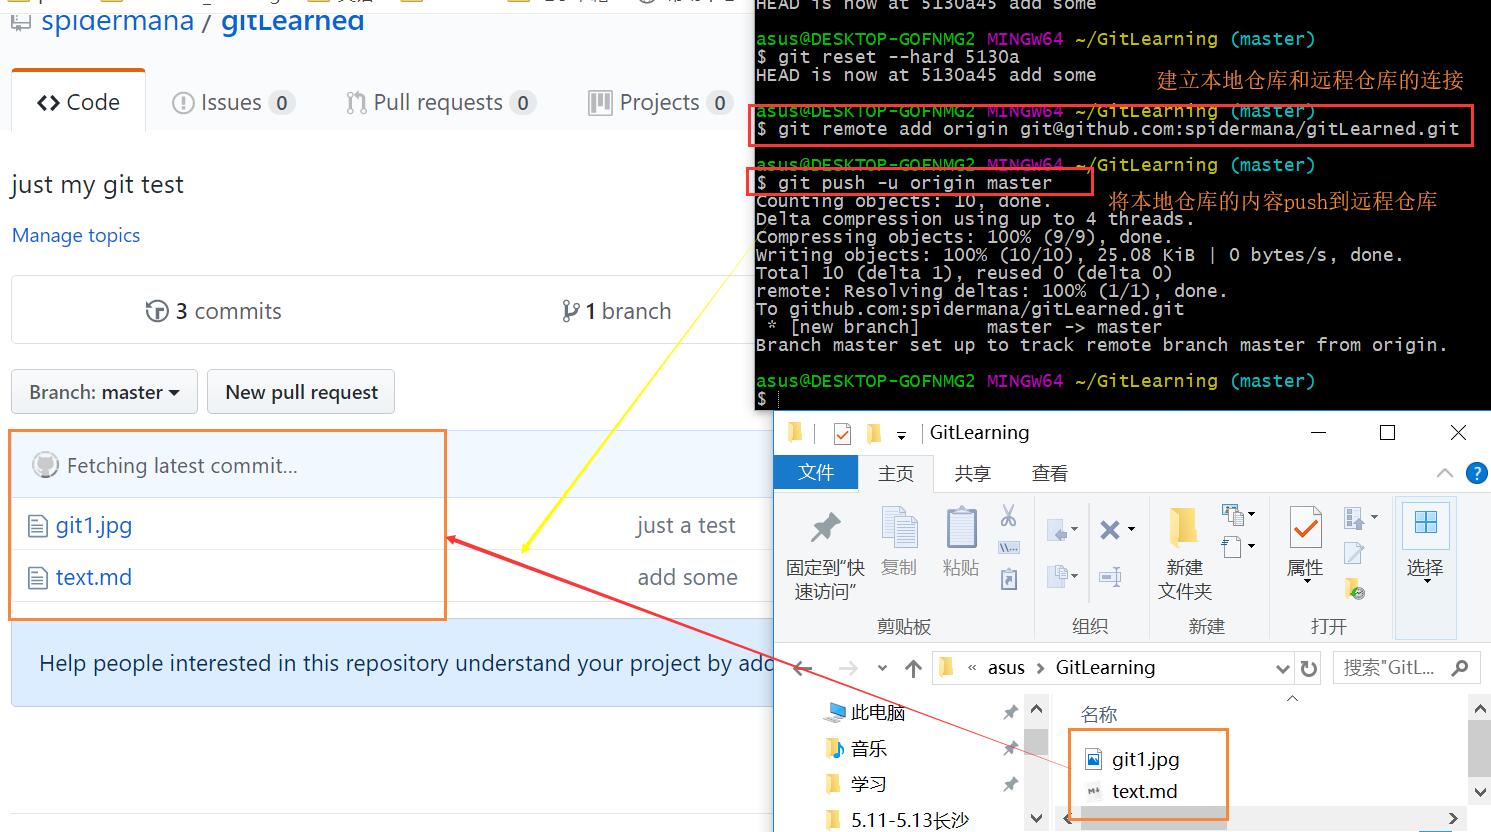 spidermana / gitLearned
Code
Issues 0
Pull requests 0
Projects 0
just my git test
Manage topics
3 commits
1 branch
Branch: master
New pull request
Fetching latest commit...
git1.jpg
just a test
text.md
add some
Help people interested in this repository understand your project by add
HEAD is now at 5130a45 add some
asus@DESKTOP-GOFNMG2 MINGW64 ~/GitLearning (master)
$ git reset --hard 5130a
HEAD is now at 5130a45 add some
建立本地仓库和远程仓库的连接
asus@DESKTOP-GOFNMG2 MINGW64 ~/GitLearning (master)
$ git remote add origin git@github.com:spidermana/gitLearned.git
asus@DESKTOP-GOFNMG2 MINGW64 ~/GitLearning (master)
$ git push -u origin master
将本地仓库的内容push到远程仓库
Counting objects: 10, done.
Delta compression using up to 4 threads.
Compressing objects: 100% (9/9), done.
Writing objects: 100% (10/10), 25.08 KiB | 0 bytes/s, done.
Total 10 (delta 1), reused 0 (delta 0)
remote: Resolving deltas: 100% (1/1), done.
To github.com:spidermana/gitLearned.git
* [new branch]      master -> master
Branch master set up to track remote branch master from origin.
asus@DESKTOP-GOFNMG2 MINGW64 ~/GitLearning (master)
$
GitLearning
文件
主页
共享
查看
固定到“快
速访问”
复制
粘贴
新建
文件夹
属性
选择
剪贴板
组织
新建
打开
« asus › GitLearning
搜索"GitL...
此电脑
音乐
学习
5.11-5.13长沙
名称
git1.jpg
text.md